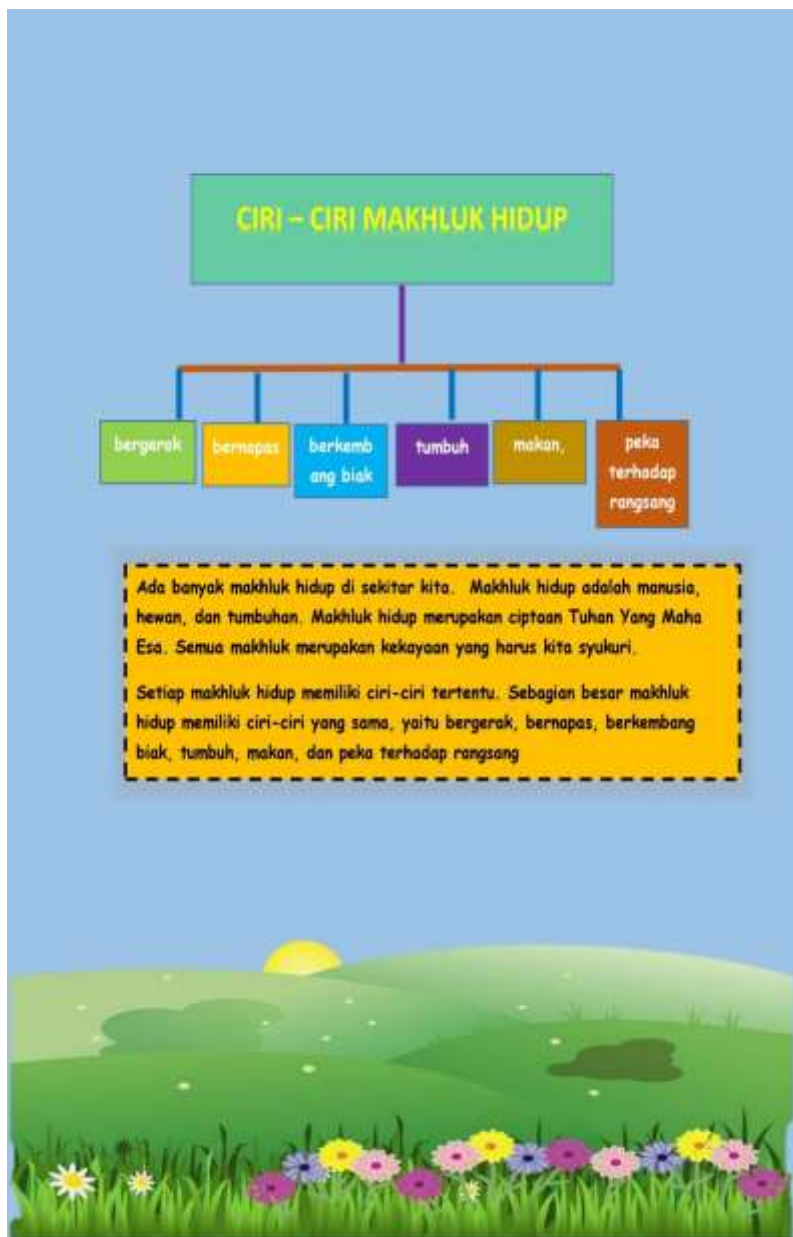 CIRI – CIRI MAKHLUK HIDUP
bergerak
bernapas
berkemb
ang biak
tumbuh
makan,
peka
terhadap
rangsang
Ada banyak makhluk hidup di sekitar kita. Makhluk hidup adalah manusia,
hewan, dan tumbuhan. Makhluk hidup merupakan ciptaan Tuhan Yang Maha
Esa. Semua makhluk merupakan kekayaan yang harus kita syukuri.
Setiap makhluk hidup memiliki ciri-ciri tertentu. Sebagian besar makhluk
hidup memiliki ciri-ciri yang sama, yaitu bergerak, bernapas, berkembang
biak, tumbuh, makan, dan peka terhadap rangsang